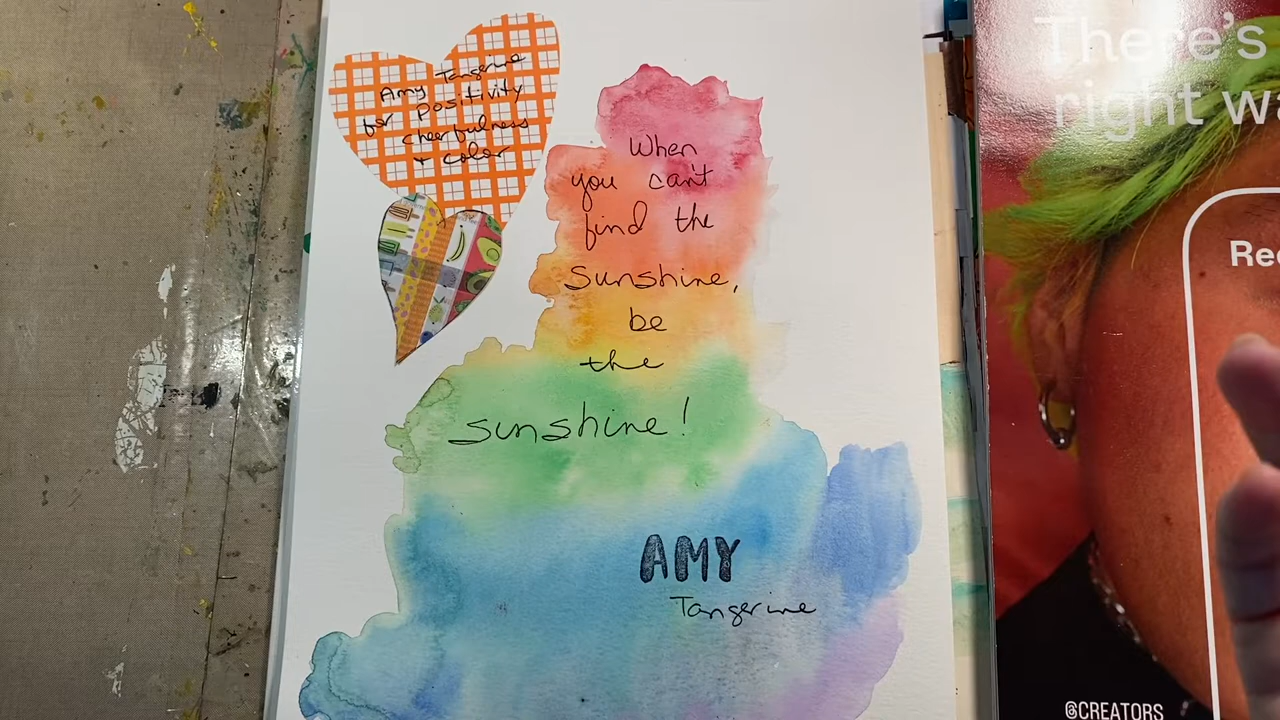 Amy Tangerine
for positivity
cheerfulness
+ color
When
you can't
find the
Sunshine,
be
the
sunshine!
AMY
Tangerine
There's
right wa
Rec
@CREATORS